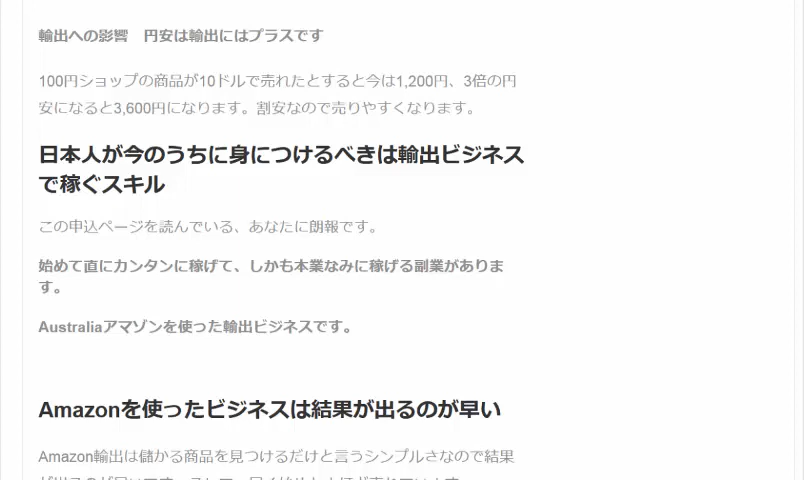 輸出への影響　円安は輸出にはプラスです
100円ショップの商品が10ドルで売れたとすると今は1,200円、3倍の円
安になると3,600円になります。割安なので売りやすくなります。
日本人が今のうちに身につけるべきは輸出ビジネス
で稼ぐスキル
この申込ページを読んでいる、あなたに朗報です。
始めて直にカンタンに稼げて、しかも本業なみに稼げる副業がありま
す。
Australiaアマゾンを使った輸出ビジネスです。
Amazonを使ったビジネスは結果が出るのが早い
Amazon輸出は儲かる商品を見つけるだけと言うシンプルさなので結果